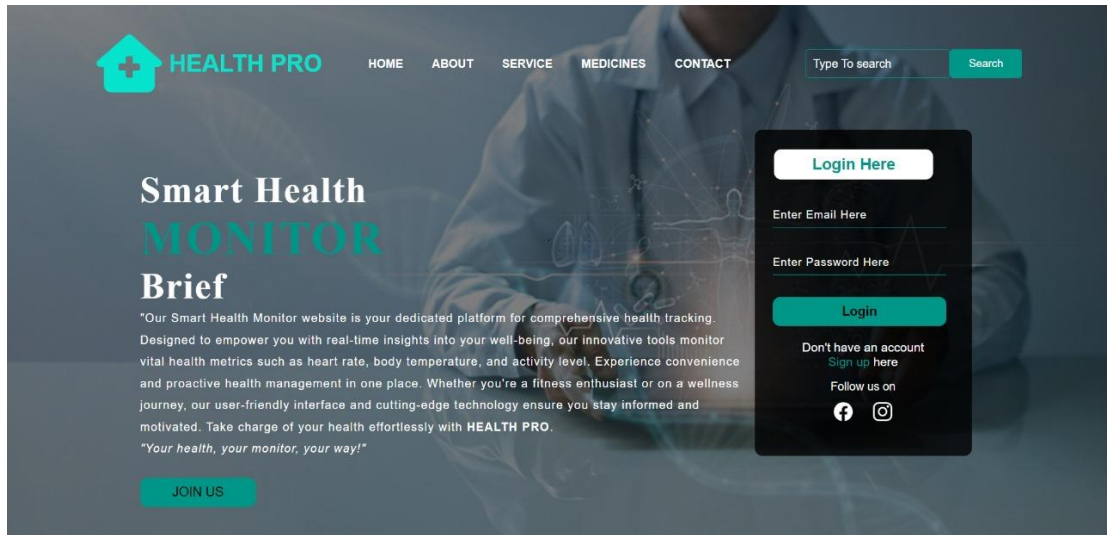 HEALTH PRO
HOME ABOUT SERVICE MEDICINES CONTACT
Type To search Search
Smart Health
MONITOR
Brief
"Our Smart Health Monitor website is your dedicated platform for comprehensive health tracking.
Designed to empower you with real-time insights into your well-being, our innovative tools monitor
vital health metrics such as heart rate, body temperature, and activity level. Experience convenience
and proactive health management in one place. Whether you're a fitness enthusiast or on a wellness
journey, our user-friendly interface and cutting-edge technology ensure you stay informed and
motivated. Take charge of your health effortlessly with HEALTH PRO.
"Your health, your monitor, your way!"
JOIN US
Login Here
Enter Email Here
Enter Password Here
Login
Don't have an account
Sign up here
Follow us on